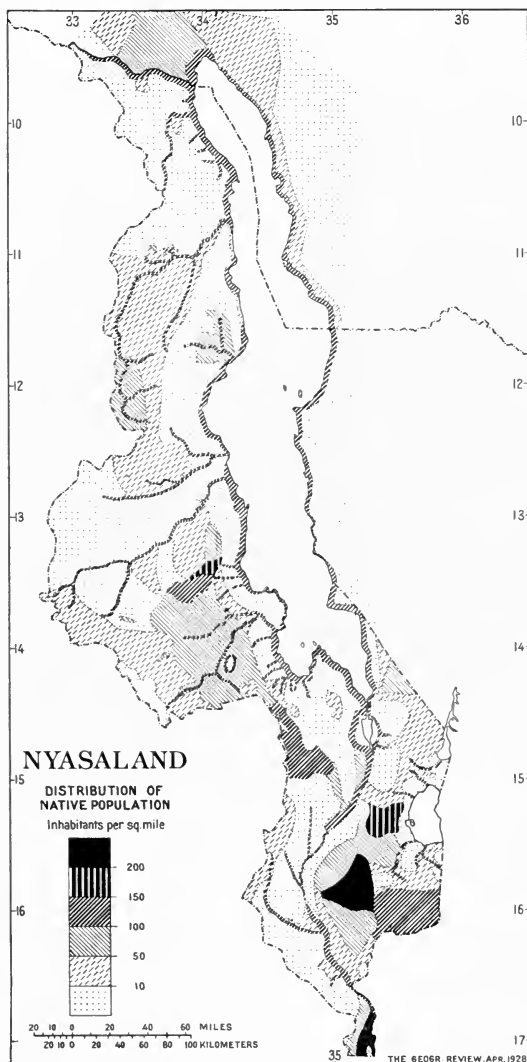 33 34 35 36
10 10
11 11
12 12
13 13
14 14
NYASALAND
15 15
DISTRIBUTION OF
NATIVE POPULATION
Inhabitants per sq. mile
200
150
100
50
10
16 16
20 10 0 20 60 MILES
20 10 0 20 40 60 80 100 KILOMETERS
35
17
THE GEOGR. REVIEW, APR. 1928